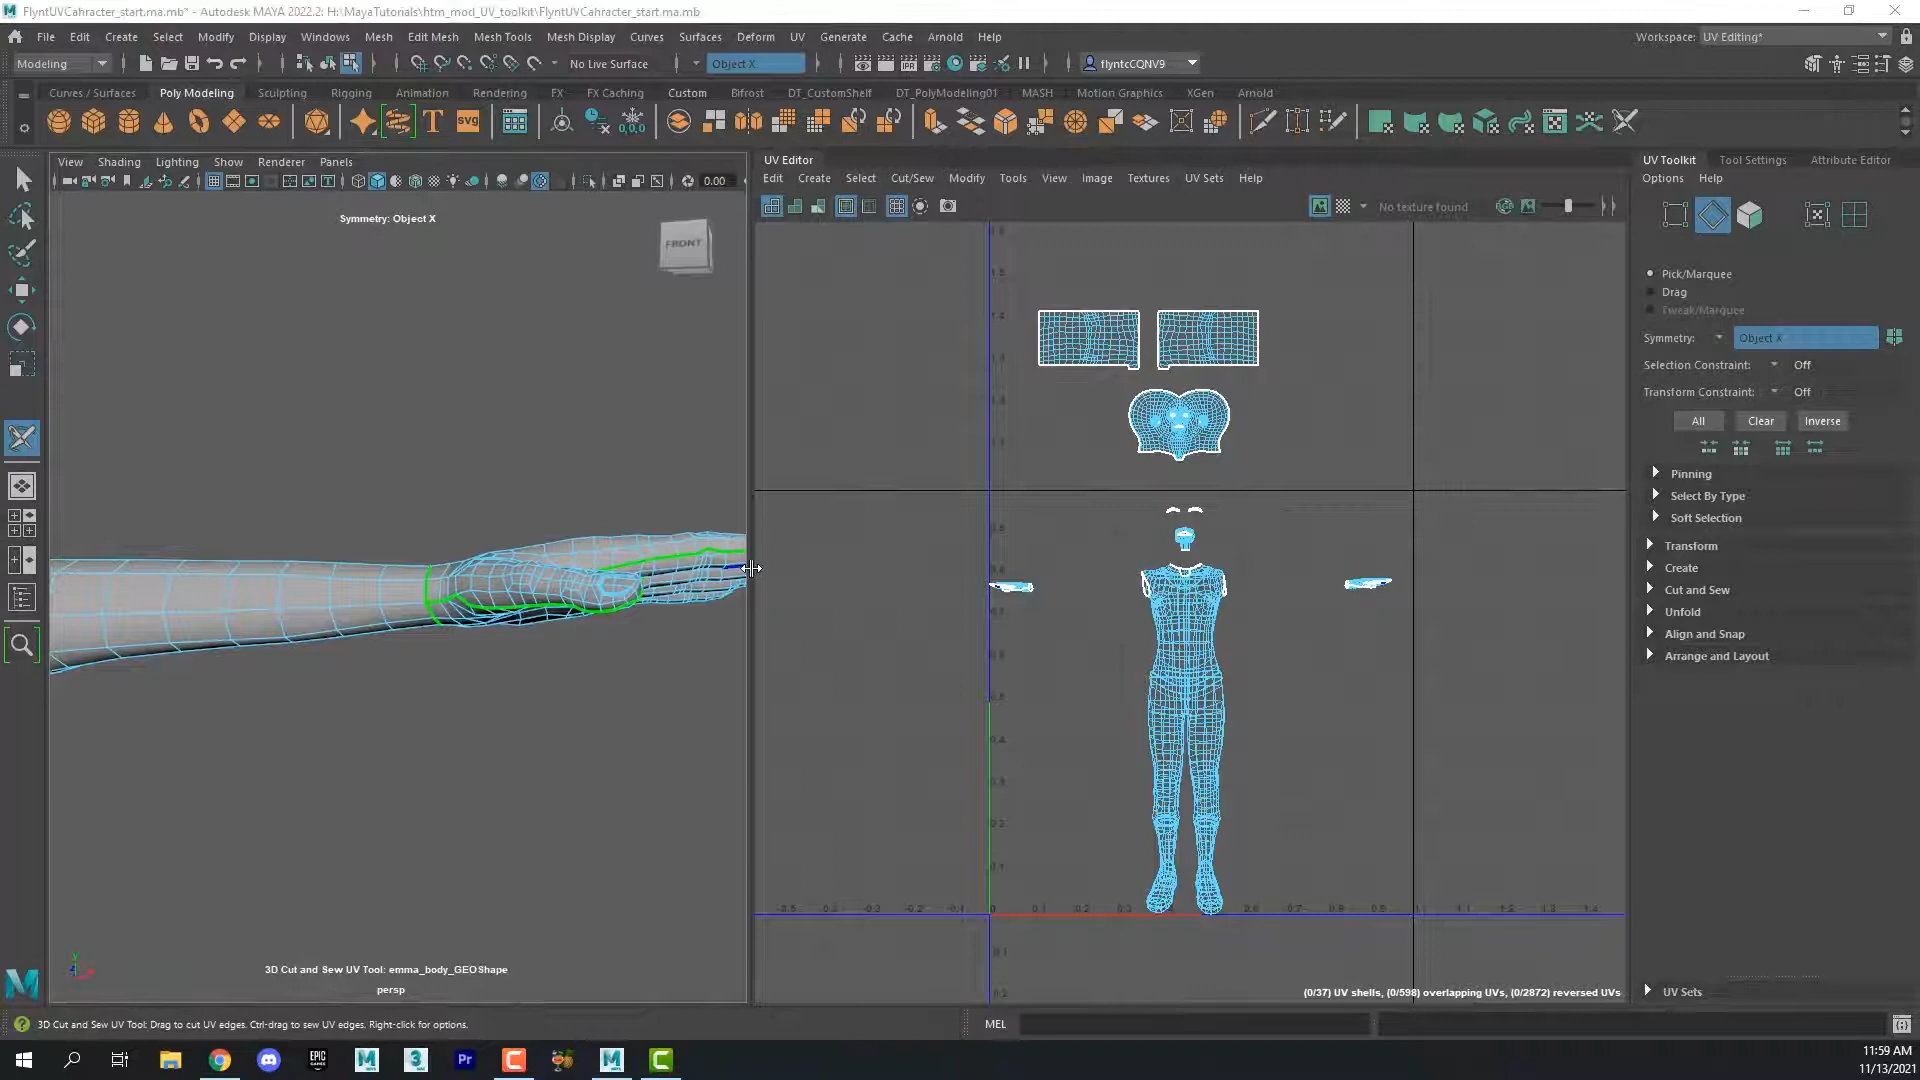 FlyntUVCahracter_start.ma.mb* - Autodesk MAYA 2022.2: H:\MayaTutorials\htm_mod_UV_toolkit\FlyntUVCahracter_start.ma.mb
File Edit Create Select Modify Display Windows Mesh Edit Mesh Mesh Tools Mesh Display Curves Surfaces Deform UV Generate Cache Arnold Help
Workspace: UV Editing*
Modeling
No Live Surface
Object X
flyntcCQNV9
Curves / Surfaces Poly Modeling Sculpting Rigging Animation Rendering FX FX Caching Custom Bifrost DT_CustomShelf DT_PolyModeling01 MASH Motion Graphics XGen Arnold
View Shading Lighting Show Renderer Panels
0.00
Symmetry: Object X
FRONT
3D Cut and Sew UV Tool: emma_body_GEOShape
persp
UV Editor
Edit Create Select Cut/Sew Modify Tools View Image Textures UV Sets Help
No texture found
(0/37) UV shells, (0/598) overlapping UVs, (0/2872) reversed UVs
UV Toolkit Tool Settings Attribute Editor
Options Help
Pick/Marquee
Drag
Tweak/Marquee
Symmetry: Object X
Selection Constraint: Off
Transform Constraint: Off
All Clear Inverse
Pinning
Select By Type
Soft Selection
Transform
Create
Cut and Sew
Unfold
Align and Snap
Arrange and Layout
UV Sets
3D Cut and Sew UV Tool: Drag to cut UV edges. Ctrl-drag to sew UV edges. Right-click for options.
MEL
11:59 AM
11/13/2021